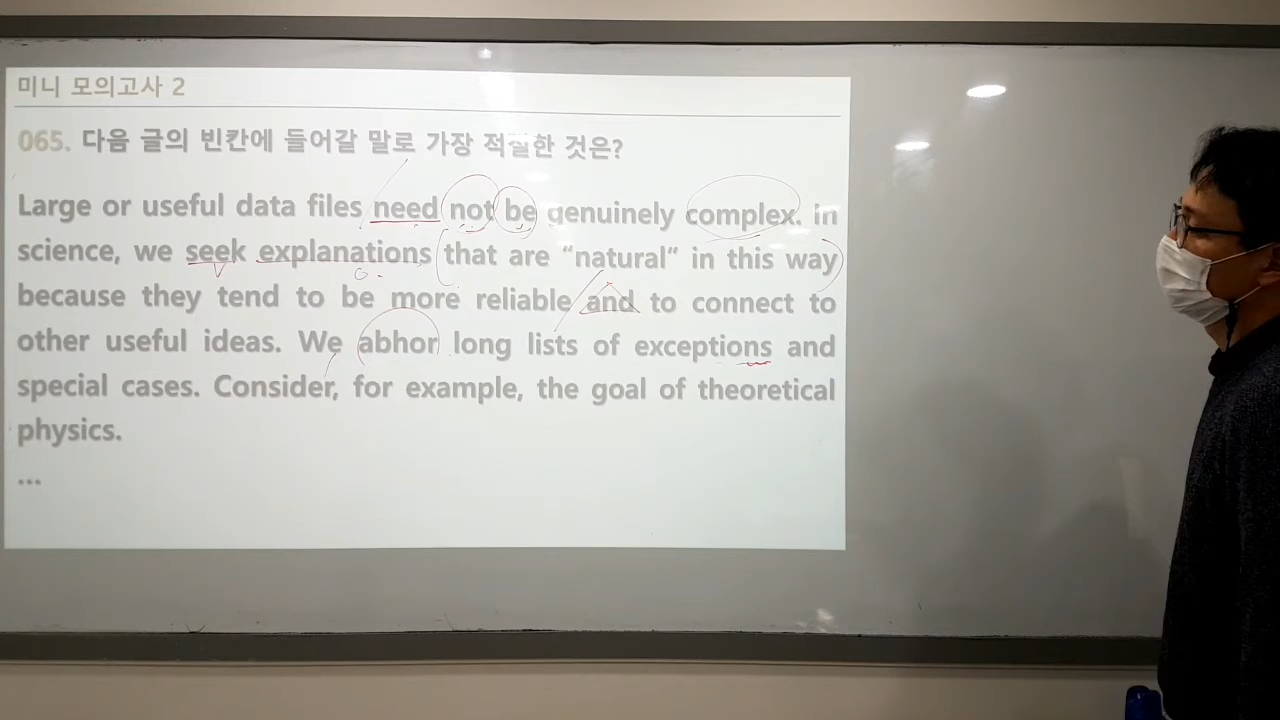 미니 모의고사 2
065. 다음 글의 빈칸에 들어갈 말로 가장 적절한 것은?
Large or useful data files need not be genuinely complex. In
science, we seek explanations that are “natural” in this way
because they tend to be more reliable and to connect to
other useful ideas. We abhor long lists of exceptions and
special cases. Consider, for example, the goal of theoretical
physics.
...